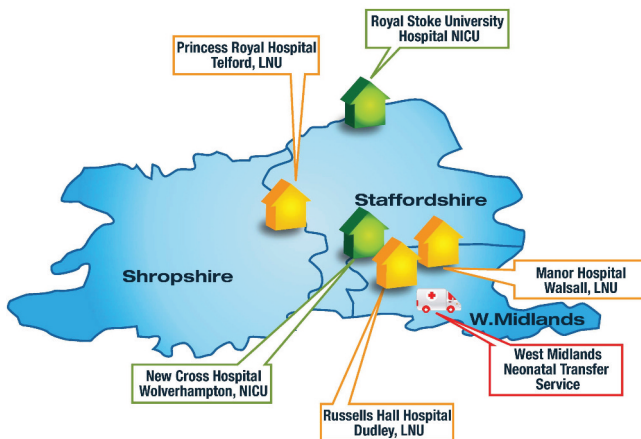 Royal Stoke University
Hospital NICU
Princess Royal Hospital
Telford, LNU
Staffordshire
Shropshire
Manor Hospital
Walsall, LNU
W.Midlands
New Cross Hospital
Wolverhampton, NICU
West Midlands
Neonatal Transfer
Service
Russells Hall Hospital
Dudley, LNU